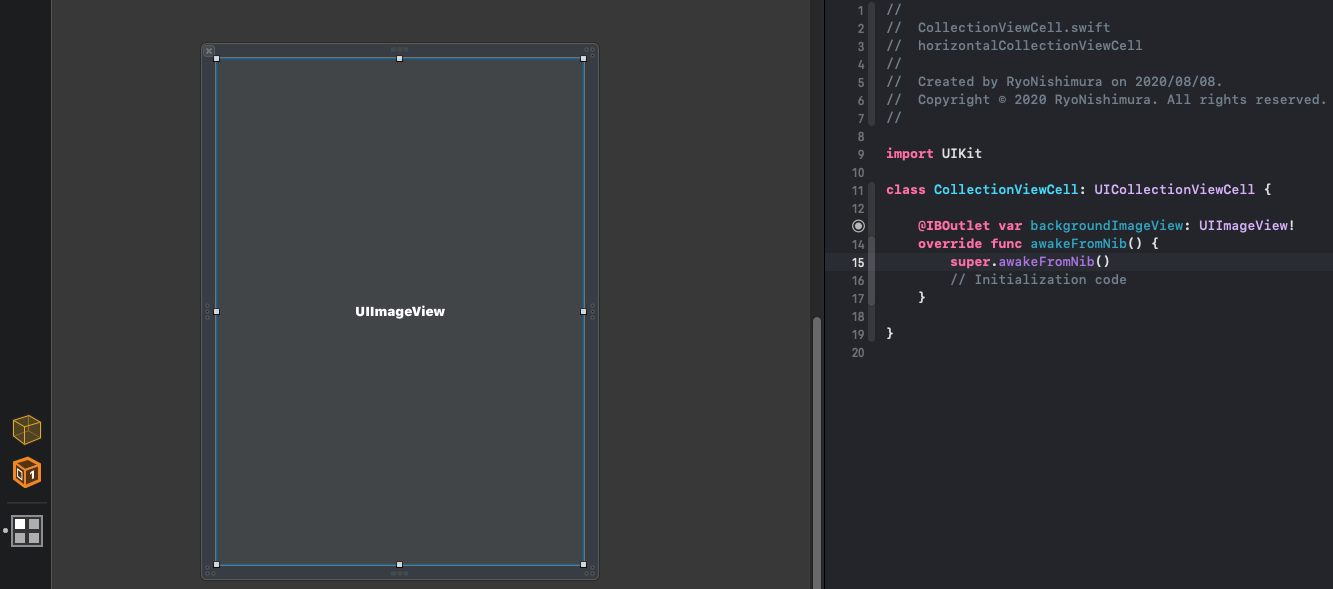 UIImageView
1 //
2 // CollectionViewCell.swift
3 // horizontalCollectionViewCell
4 //
5 // Created by RyoNishimura on 2020/08/08.
6 // Copyright © 2020 RyoNishimura. All rights reserved.
7 //
8
9 import UIKit
10
11 class CollectionViewCell: UICollectionViewCell {
12
@IBOutlet var backgroundImageView: UIImageView!
14 override func awakeFromNib() {
15 super.awakeFromNib()
16 // Initialization code
17 }
18
19 }
20
1